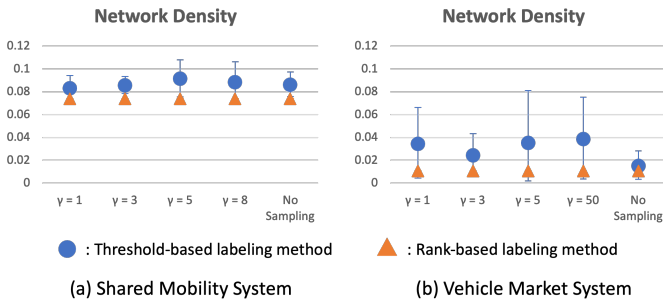 Network Density
0.12
0.1
0.08
0.06
0.04
0.02
0
γ = 1
γ = 3
γ = 5
γ = 8
No
Sampling
Network Density
0.12
0.1
0.08
0.06
0.04
0.02
0
γ = 1
γ = 3
γ = 5
γ = 50
No
Sampling
: Threshold-based labeling method
: Rank-based labeling method
(a) Shared Mobility System
(b) Vehicle Market System